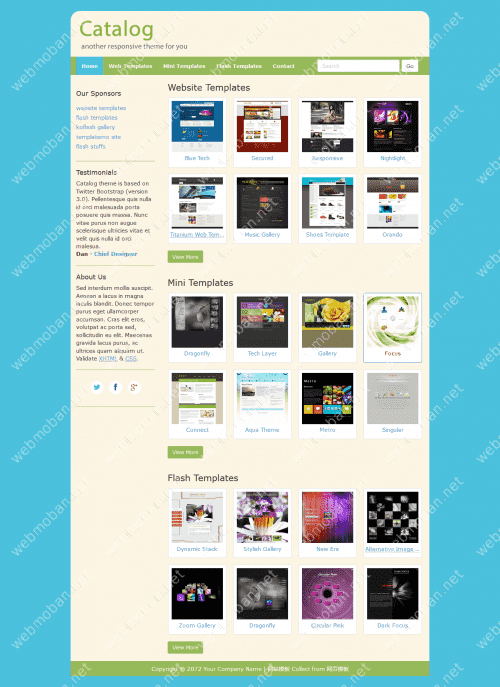 Catalog
another responsive theme for you
Home Web Templates Mini Templates Flash Templates Contact Search Go
Our Sponsors
website templates
flash templates
koflash gallery
templatemo site
flash stuffs
Testimonials
Catalog theme is based on
Twitter Bootstrap (version
3.0). Pellentesque quis nulla
id orci malesuada porta
posuere quis massa. Nunc
vitae purus non augue
scelerisque ultricies vitae et
velit quis nulla id orci
malesua.
Dan - Chief Designer
About Us
Sed interdum mollis suscipit.
Aenean a lacus in magna
iaculis blandit. Donec tempor
purus eget ullamcorper
accumsan. Cras elit eros,
volutpat ac porta sed,
sollicitudin eu elit. Maecenas
gravida lacus purus, ac
ultrices quam aliquam ut.
Validate XHTML & CSS.
Website Templates
Blue Tech Secured Responsive Nightlight
Titanium Web Tem... Music Gallery Shoes Template Orando
View More
Mini Templates
Dragonfly Tech Layer Gallery Focus
Connect Aqua Theme Metro Singular
View More
Flash Templates
Dynamic Stack Stylish Gallery New Era Alternative Image ...
Zoom Gallery Dragonfly Circular Pink Dark Focus
View More
Copyright © 2072 Your Company Name | 网站模板 Collect from 网页模板
webmoban.net